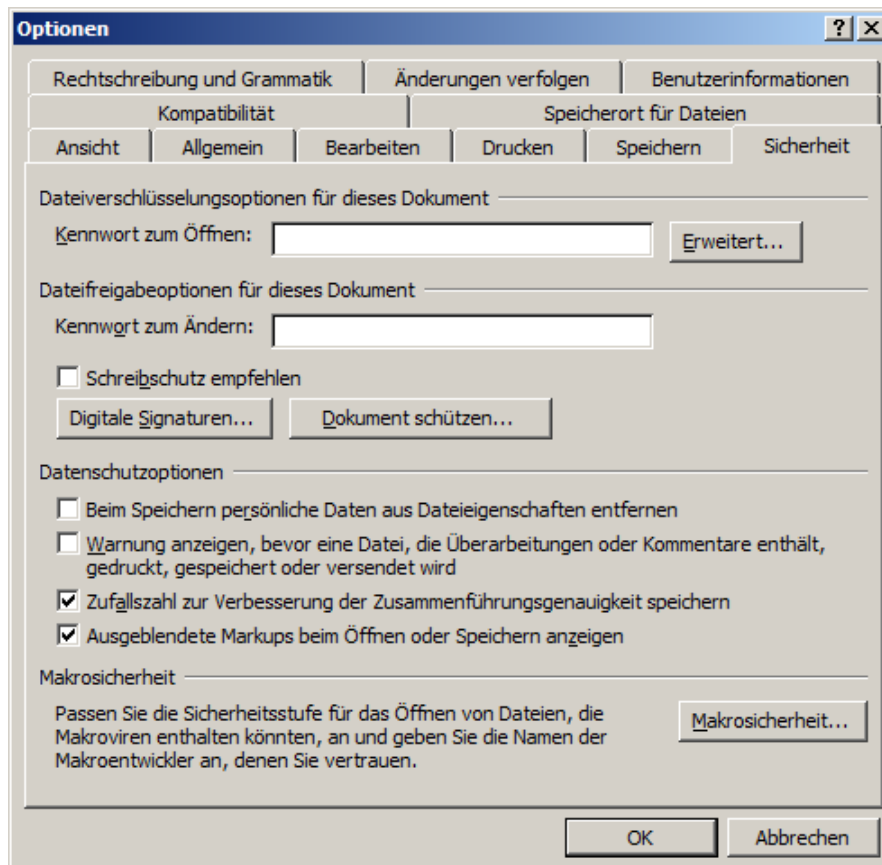 Optionen
Rechtschreibung und Grammatik Änderungen verfolgen Benutzerinformationen
Kompatibilität Speicherort für Dateien
Ansicht Allgemein Bearbeiten Drucken Speichern Sicherheit
Dateiverschlüsselungsoptionen für dieses Dokument
Kennwort zum Öffnen: Erweitert...
Dateifreigabeoptionen für dieses Dokument
Kennwort zum Ändern:
Schreibschutz empfehlen
Digitale Signaturen... Dokument schützen...
Datenschutzoptionen
Beim Speichern persönliche Daten aus Dateieigenschaften entfernen
Warnung anzeigen, bevor eine Datei, die Überarbeitungen oder Kommentare enthält,
gedruckt, gespeichert oder versendet wird
Zufallszahl zur Verbesserung der Zusammenführungsgenauigkeit speichern
Ausgeblendete Markups beim Öffnen oder Speichern anzeigen
Makrosicherheit
Passen Sie die Sicherheitsstufe für das Öffnen von Dateien, die
Makroviren enthalten könnten, an und geben Sie die Namen der
Makroentwickler an, denen Sie vertrauen.
Makrosicherheit...
OK Abbrechen